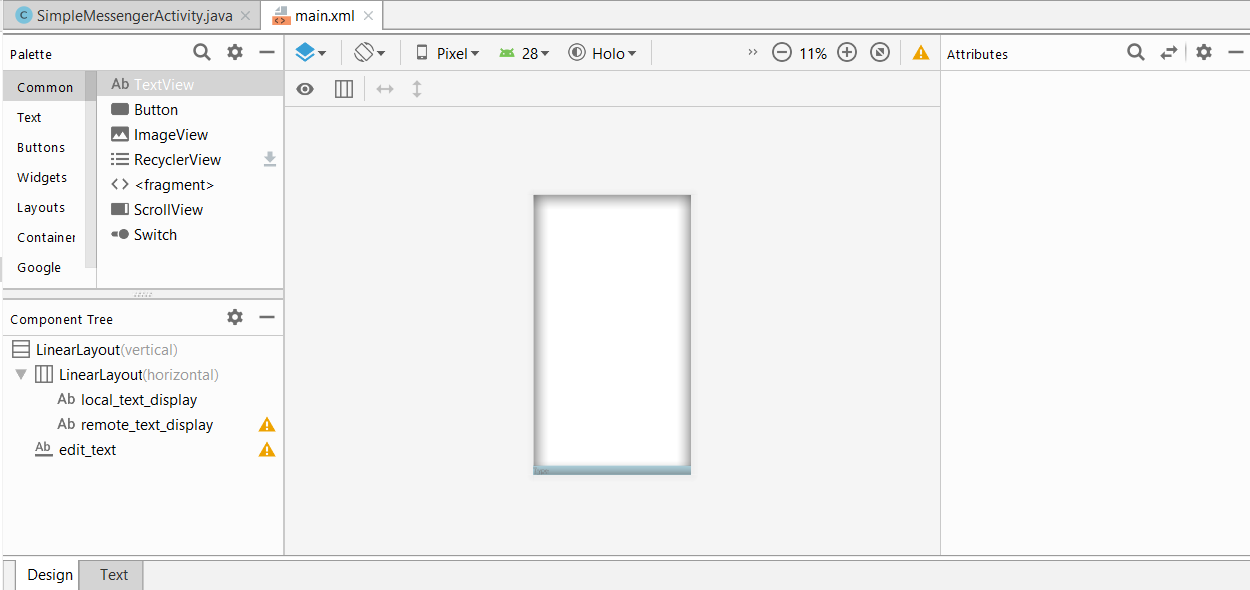 SimpleMessengerActivity.java
main.xml
Palette
Pixel
28
Holo
11%
Attributes
Common
Text
Buttons
Widgets
Layouts
Container
Google
Ab TextView
Button
ImageView
RecyclerView
<fragment>
ScrollView
Switch
Component Tree
LinearLayout(vertical)
LinearLayout(horizontal)
Ab local_text_display
Ab remote_text_display
Ab edit_text
Design
Text